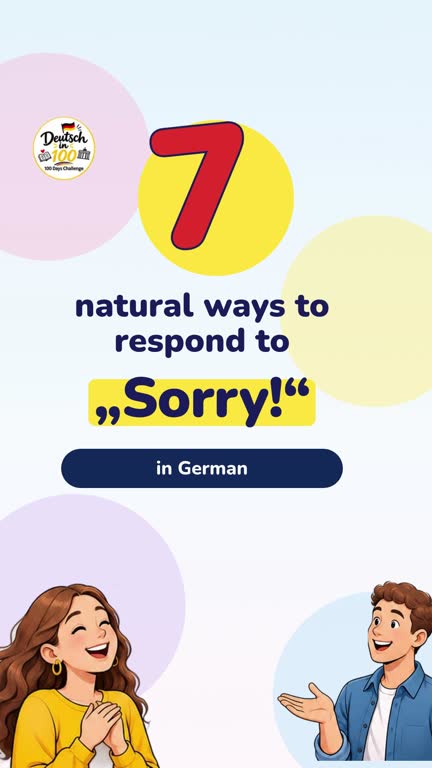 Deutsch
in
100
100 Days Challenge
7
natural ways to
respond to
„Sorry!“
in German